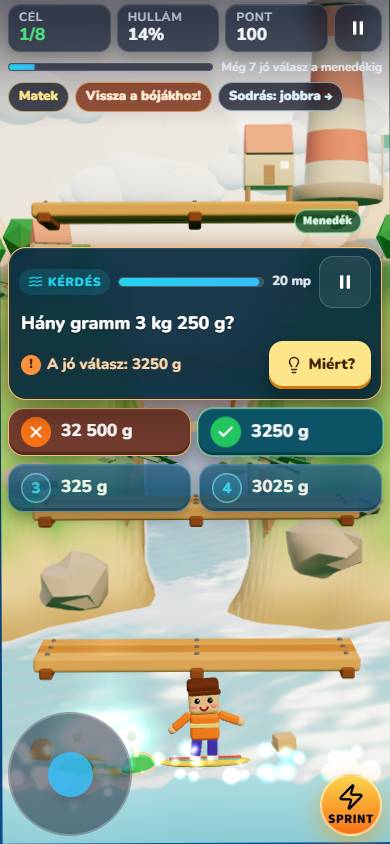 CÉL
1/8
HULLÁM
14%
PONT
100
Még 7 jó válasz a menedékig
Matek
Vissza a bójákhoz!
Sodrás: jobbra →
Menedék
KÉRDÉS
20 mp
Hány gramm 3 kg 250 g?
! A jó válasz: 3250 g
Miért?
32 500 g
3250 g
3 325 g
4 3025 g
SPRINT